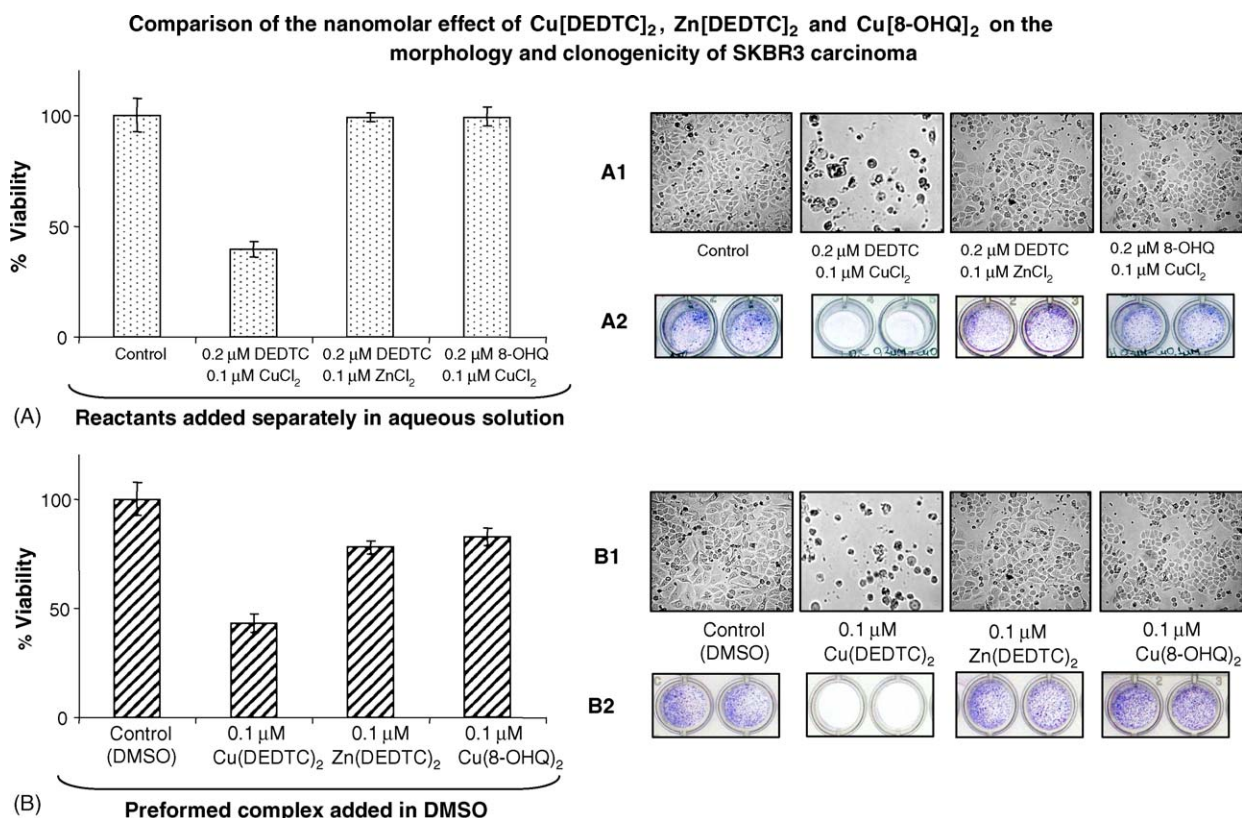 Comparison of the nanomolar effect of Cu[DEDTC]₂, Zn[DEDTC]₂ and Cu[8-OHQ]₂ on the
morphology and clonogenicity of SKBR3 carcinoma
% Viability
100
50
0
Control
0.2 μM DEDTC
0.1 μM CuCl₂
0.2 μM DEDTC
0.1 μM ZnCl₂
0.2 μM 8-OHQ
0.1 μM CuCl₂
(A) Reactants added separately in aqueous solution
A1
Control
0.2 μM DEDTC
0.1 μM CuCl₂
0.2 μM DEDTC
0.1 μM ZnCl₂
0.2 μM 8-OHQ
0.1 μM CuCl₂
A2
% Viability
100
50
0
Control
(DMSO)
0.1 μM
Cu(DEDTC)₂
0.1 μM
Zn(DEDTC)₂
0.1 μM
Cu(8-OHQ)₂
(B) Preformed complex added in DMSO
B1
Control
(DMSO)
0.1 μM
Cu(DEDTC)₂
0.1 μM
Zn(DEDTC)₂
0.1 μM
Cu(8-OHQ)₂
B2